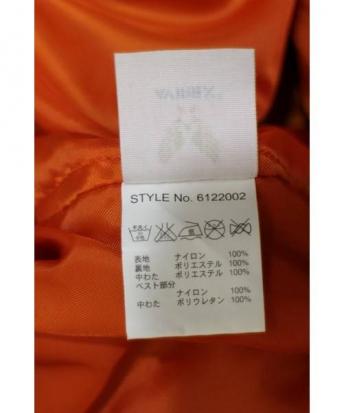 STYLE No. 6122002
表地 ナイロン 100%
裏地 ポリエステル 100%
中わた ポリエステル 100%
ベスト部分
ナイロン 100%
中わた ポリウレタン 100%